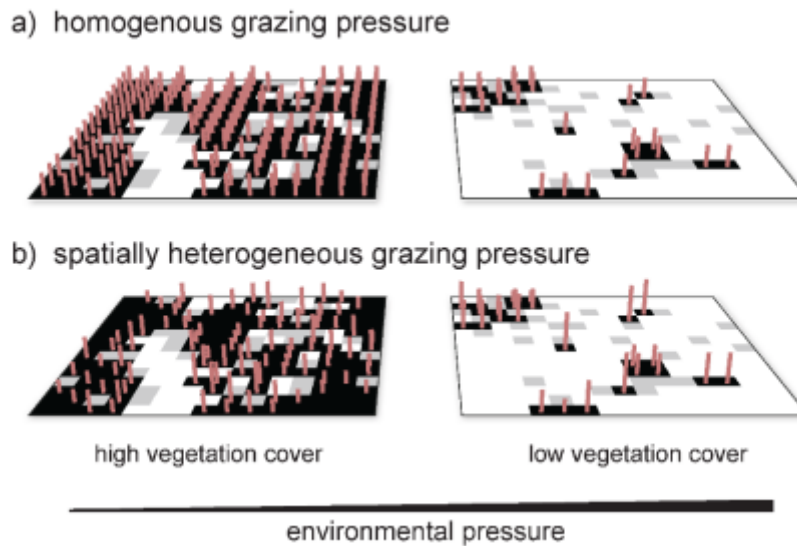 a) homogenous grazing pressure
b) spatially heterogeneous grazing pressure
high vegetation cover
low vegetation cover
environmental pressure